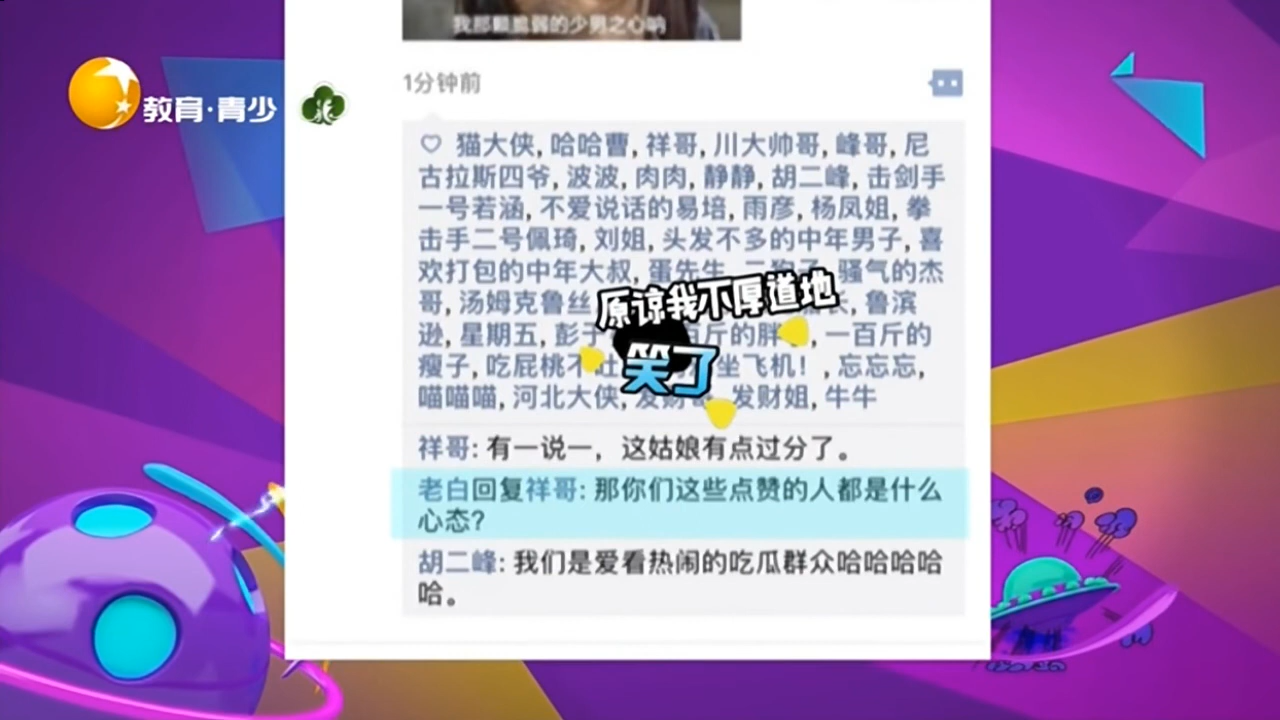 我那颗脆弱的少男之心呐
1分钟前
教育·青少
猫大侠, 哈哈曹, 祥哥, 川大帅哥, 峰哥, 尼
古拉斯四爷, 波波, 肉肉, 静静, 胡二峰, 击剑手
一号若涵, 不爱说话的易培, 雨彦, 杨凤姐, 拳
击手二号佩琦, 刘姐, 头发不多的中年男子, 喜
欢打包的中年大叔, 蛋先生, 二狗子, 骚气的杰
哥, 汤姆克鲁丝 长, 鲁滨
原谅我不厚道地
逊, 星期五, 彭于 百斤的胖 , 一百斤的
笑了
瘦子, 吃屁桃不吐 坐飞机！, 忘忘忘,
喵喵喵, 河北大侠, 发财哥, 发财姐, 牛牛
祥哥: 有一说一，这姑娘有点过分了。
老白回复祥哥: 那你们这些点赞的人都是什么
心态?
胡二峰: 我们是爱看热闹的吃瓜群众哈哈哈哈
哈。